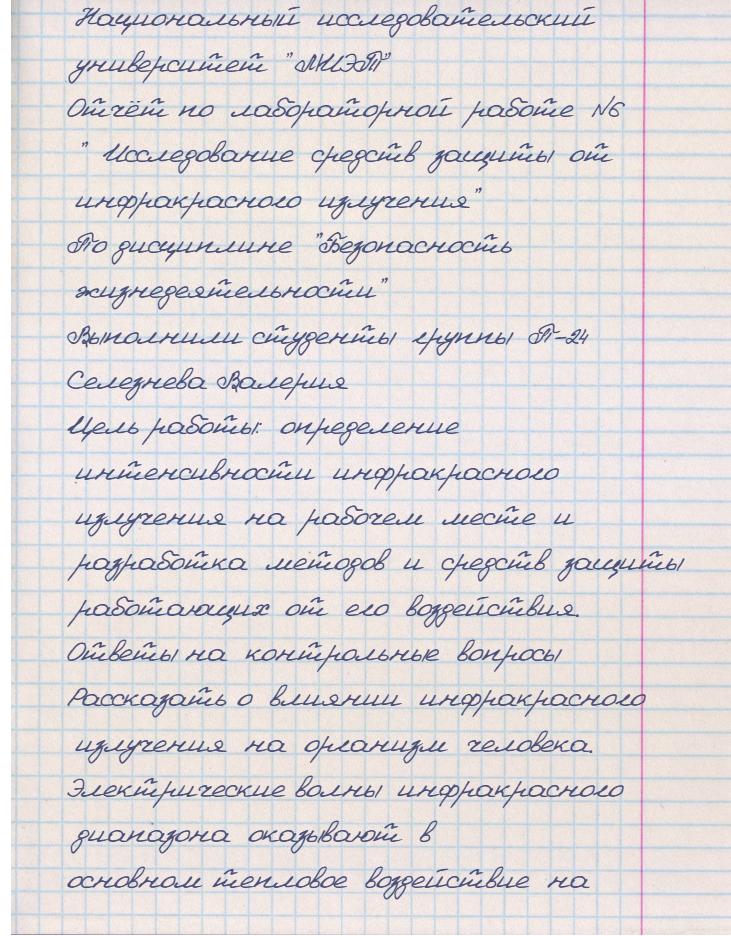 Национальный исследовательский
университет "МИЭТ"
Отчёт по лабораторной работе №6
"Исследование средств защиты от
инфракрасного излучения"
По дисциплине "Безопасность
жизнедеятельности"
Выполнили студенты группы П-24
Селезнева Валерия
Цель работы: определение
интенсивности инфракрасного
излучения на рабочем месте и
разработка методов и средств защиты
работающих от его воздействия.
Ответы на контрольные вопросы
Рассказать о влиянии инфракрасного
излучения на организм человека.
Электрические волны инфракрасного
диапазона оказывают в
основном тепловое воздействие на